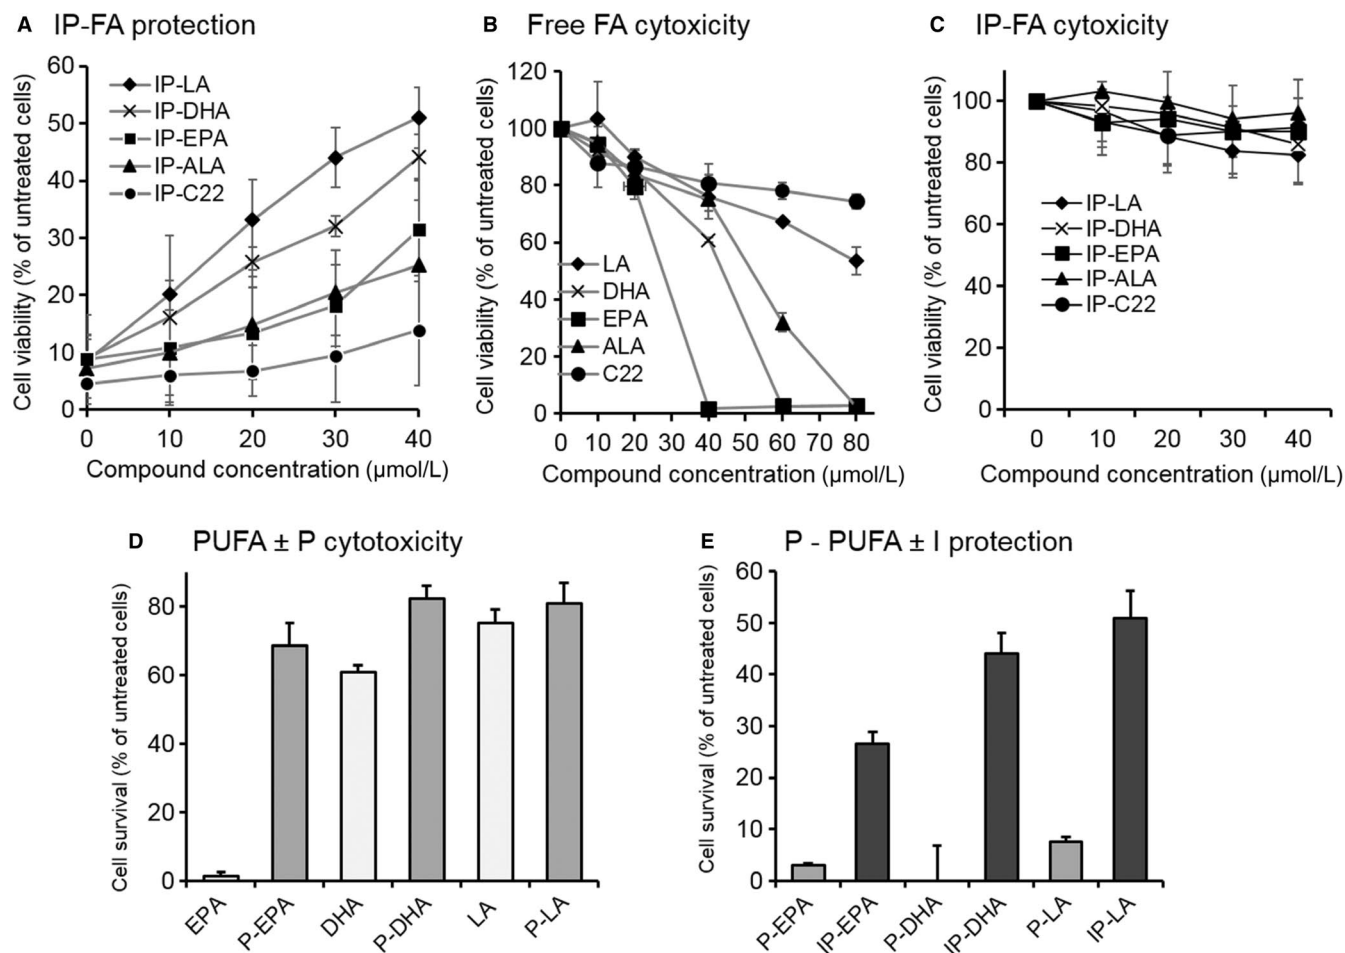 A IP-FA protection
Cell viability (% of untreated cells)
60
50
40
30
20
10
0
IP-LA
IP-DHA
IP-EPA
IP-ALA
IP-C22
0 10 20 30 40
Compound concentration (µmol/L)
B Free FA cytoxicity
Cell viability (% of untreated cells)
120
100
80
60
40
20
0
LA
DHA
EPA
ALA
C22
0 10 20 30 40 50 60 70 80
Compound concentration (µmol/L)
C IP-FA cytoxicity
Cell viability (% of untreated cells)
100
80
60
40
20
0
IP-LA
IP-DHA
IP-EPA
IP-ALA
IP-C22
0 10 20 30 40
Compound concentration (µmol/L)
D PUFA ± P cytotoxicity
Cell survival (% of untreated cells)
80
60
40
20
0
EPA P-EPA DHA P-DHA LA P-LA
E P - PUFA ± I protection
Cell survival (% of untreated cells)
60
50
40
30
20
10
0
P-EPA IP-EPA P-DHA IP-DHA P-LA IP-LA